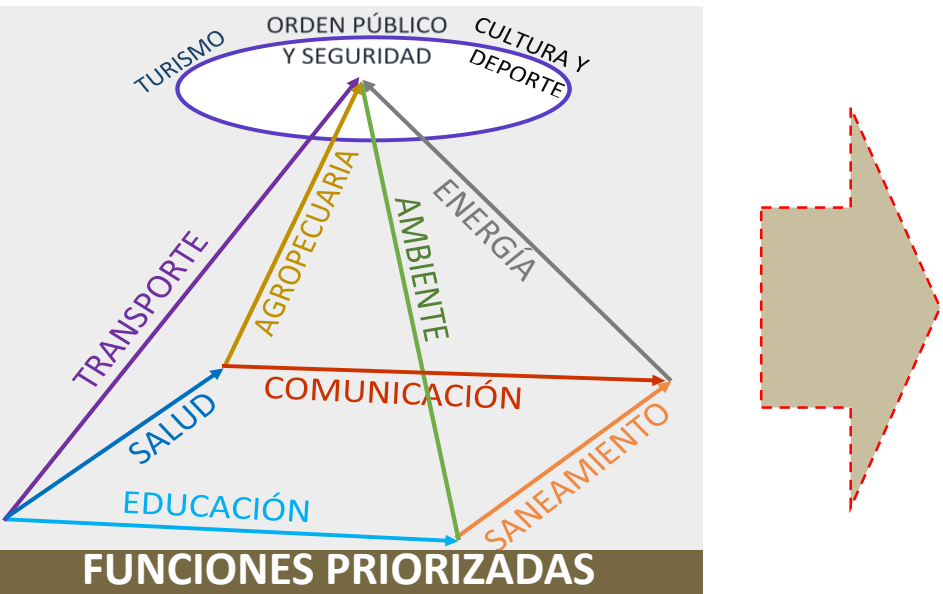 ORDEN PÚBLICO
Y SEGURIDAD
TURISMO
CULTURA Y
DEPORTE
TRANSPORTE
AGROPECUARIA
AMBIENTE
ENERGÍA
SALUD
COMUNICACIÓN
EDUCACIÓN
SANEAMIENTO
FUNCIONES PRIORIZADAS